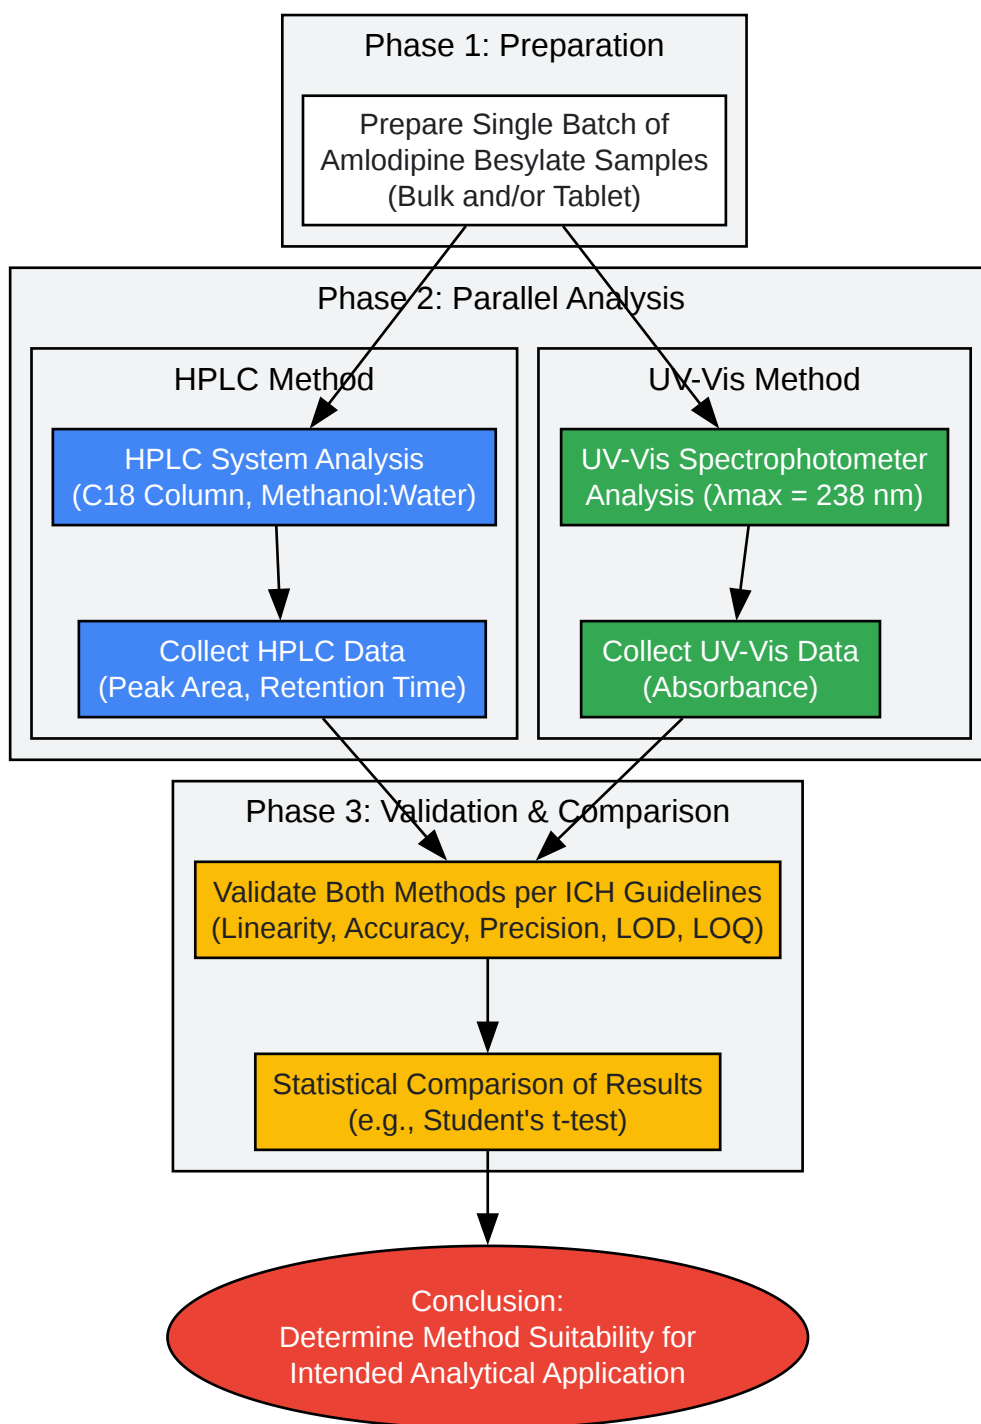 Phase 1: Preparation
Prepare Single Batch of
Amlodipine Besylate Samples
(Bulk and/or Tablet)
Phase 2: Parallel Analysis
HPLC Method
HPLC System Analysis
(C18 Column, Methanol:Water)
Collect HPLC Data
(Peak Area, Retention Time)
UV-Vis Method
UV-Vis Spectrophotometer
Analysis (λmax = 238 nm)
Collect UV-Vis Data
(Absorbance)
Phase 3: Validation & Comparison
Validate Both Methods per ICH Guidelines
(Linearity, Accuracy, Precision, LOD, LOQ)
Statistical Comparison of Results
(e.g., Student's t-test)
Conclusion:
Determine Method Suitability for
Intended Analytical Application